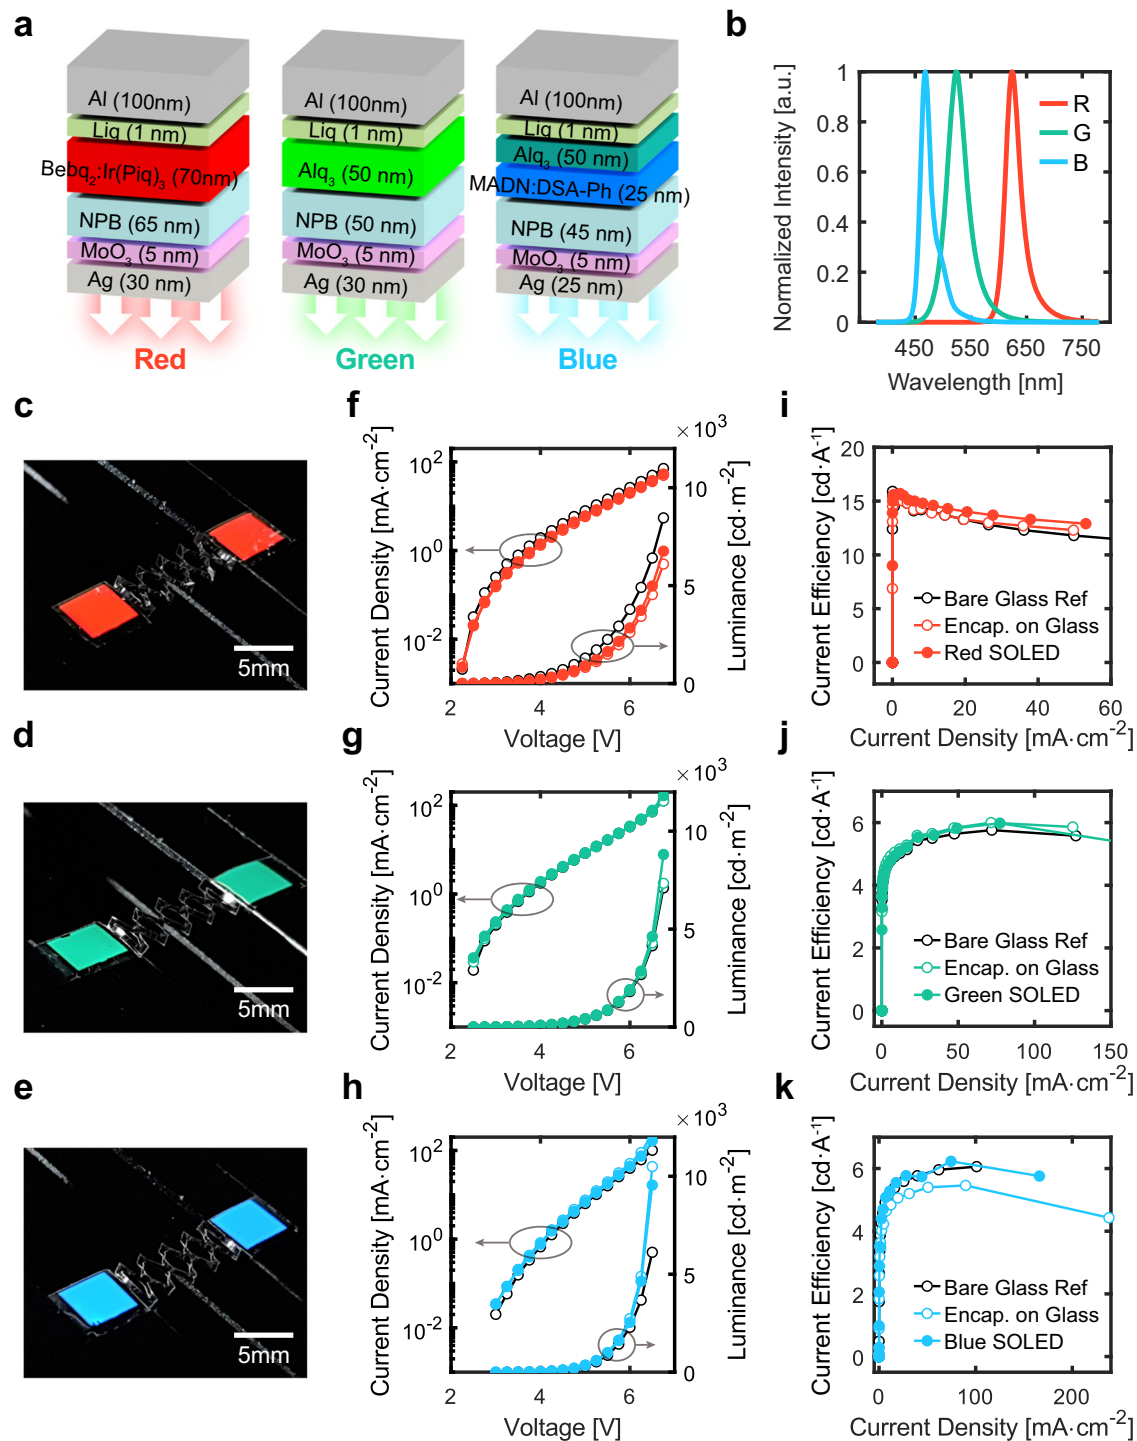 a
Al (100nm)
Liq (1 nm)
Bebq2:Ir(Piq)3 (70nm)
NPB (65 nm)
MoO3 (5 nm)
Ag (30 nm)
Red
Al (100nm)
Liq (1 nm)
Alq3 (50 nm)
NPB (50 nm)
MoO3 (5 nm)
Ag (30 nm)
Green
Al (100nm)
Liq (1 nm)
Alq3 (50 nm)
MADN:DSA-Ph (25 nm)
NPB (45 nm)
MoO3 (5 nm)
Ag (25 nm)
Blue
b
Normalized Intensity [a.u.]
1
0.8
0.6
0.4
0.2
0
R
G
B
450 550 650 750
Wavelength [nm]
c
5mm
f
Current Density [mA·cm-2]
10^2
10^0
10^-2
×10^3
10
5
0
Luminance [cd·m-2]
2 4 6
Voltage [V]
i
Current Efficiency [cd·A-1]
20
15
10
5
0
Bare Glass Ref
Encap. on Glass
Red SOLED
0 20 40 60
Current Density [mA·cm-2]
d
5mm
g
Current Density [mA·cm-2]
10^2
10^0
10^-2
×10^3
10
5
0
Luminance [cd·m-2]
2 4 6
Voltage [V]
j
Current Efficiency [cd·A-1]
6
4
2
0
Bare Glass Ref
Encap. on Glass
Green SOLED
0 50 100 150
Current Density [mA·cm-2]
e
5mm
h
Current Density [mA·cm-2]
10^2
10^0
10^-2
×10^3
10
5
0
Luminance [cd·m-2]
2 4 6
Voltage [V]
k
Current Efficiency [cd·A-1]
6
4
2
0
Bare Glass Ref
Encap. on Glass
Blue SOLED
0 100 200
Current Density [mA·cm-2]